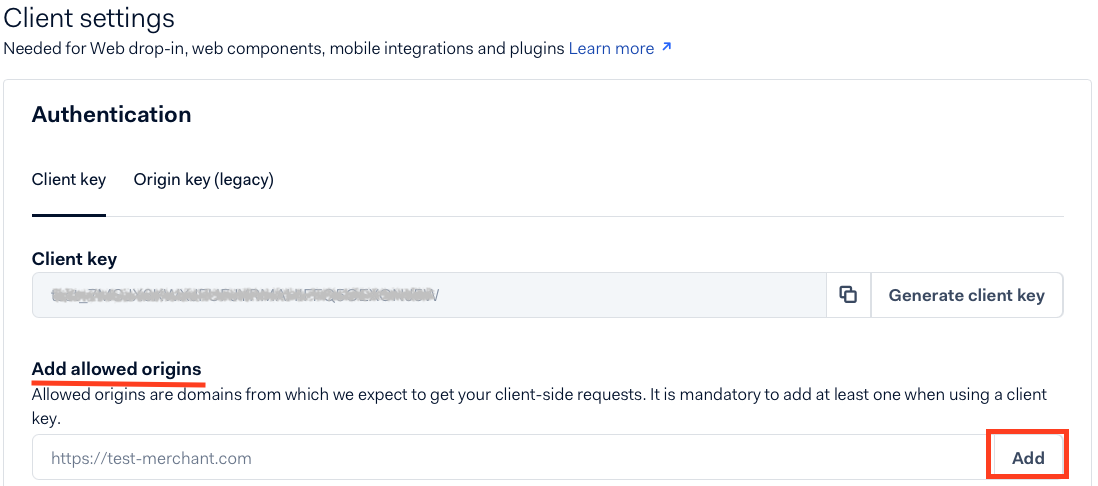 Client settings
Needed for Web drop-in, web components, mobile integrations and plugins Learn more
Authentication
Client key Origin key (legacy)
Client key
Generate client key
Add allowed origins
Allowed origins are domains from which we expect to get your client-side requests. It is mandatory to add at least one when using a client
key.
https://test-merchant.com Add